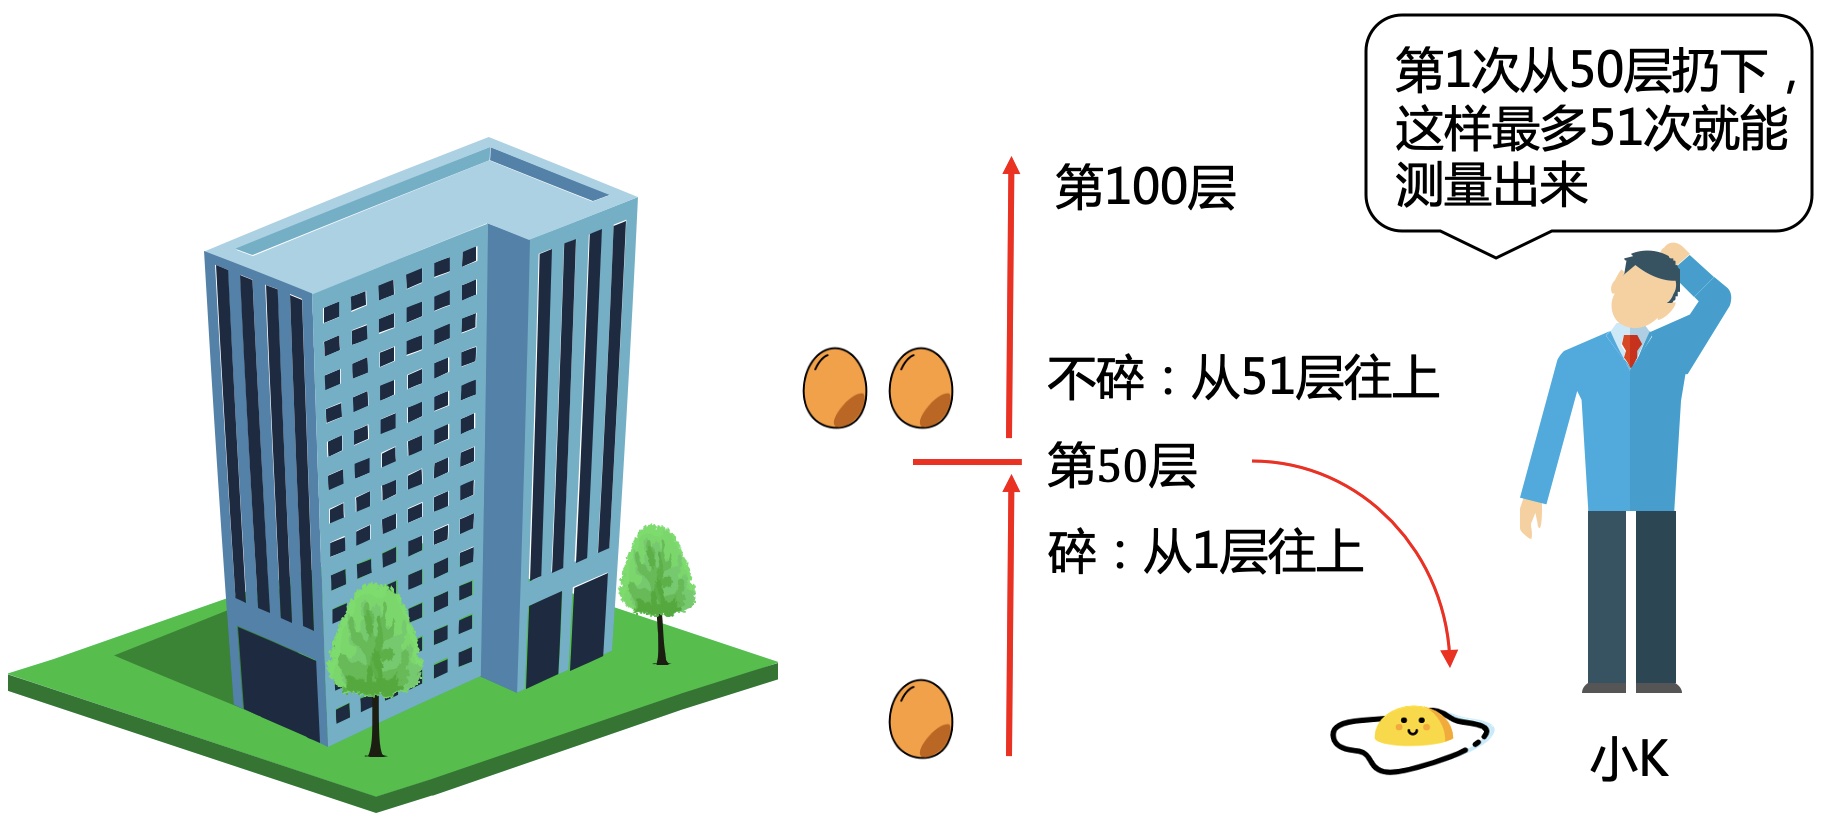 第1次从50层扔下，
这样最多51次就能
测量出来
第100层
不碎：从51层往上
第50层
碎：从1层往上
小K